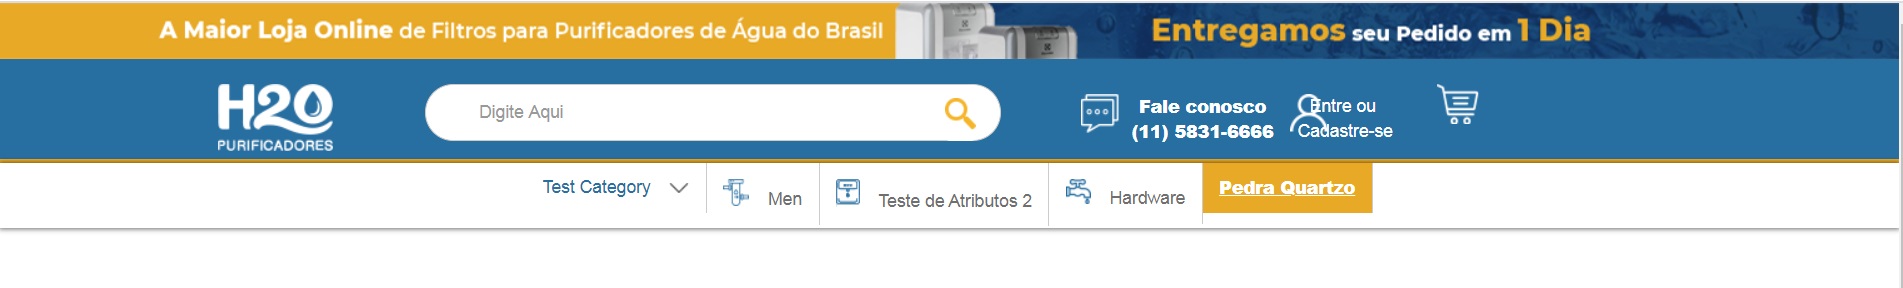 A Maior Loja Online de Filtros para Purificadores de Água do Brasil
Entregamos seu Pedido em 1 Dia
H2O
PURIFICADORES
Digite Aqui
Fale conosco
(11) 5831-6666
Entre ou
Cadastre-se
Test Category
Men
Teste de Atributos 2
Hardware
Pedra Quartzo